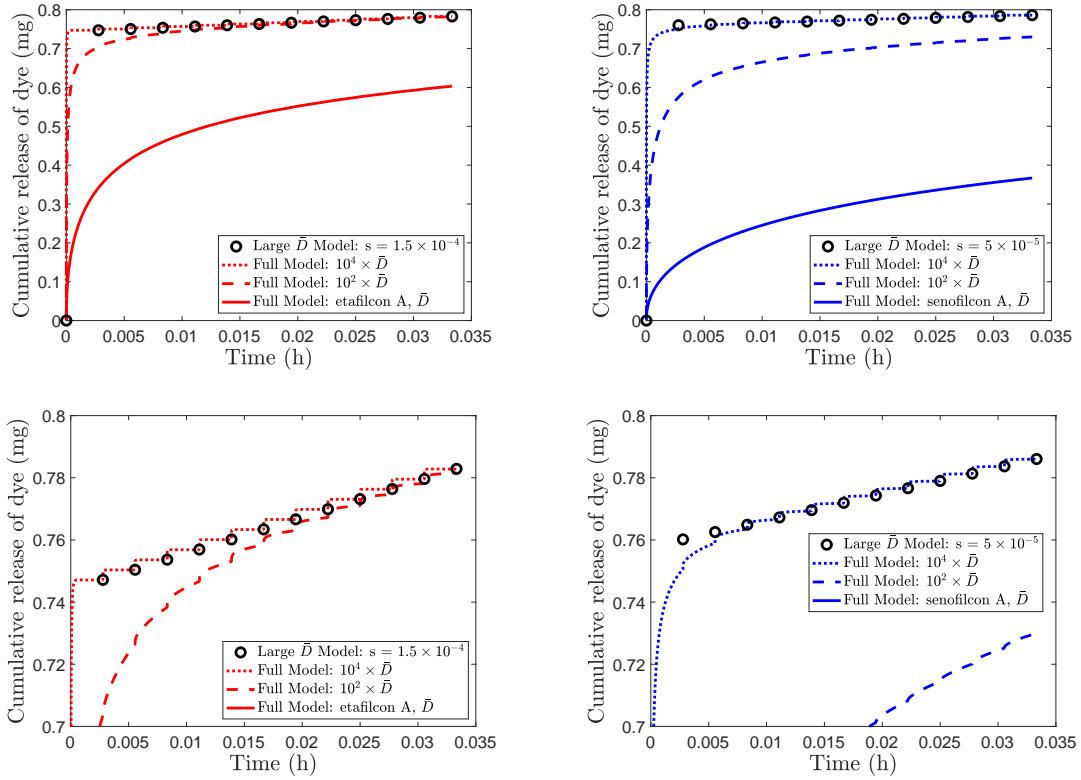 Cumulative release of dye (mg)
0.8
0.7
0.6
0.5
0.4
0.3
0.2
0.1
0
Large D̄ Model: s = 1.5 × 10⁻⁴
Full Model: 10⁴ × D̄
Full Model: 10² × D̄
Full Model: etafilcon A, D̄
0 0.005 0.01 0.015 0.02 0.025 0.03 0.035
Time (h)
Cumulative release of dye (mg)
0.8
0.7
0.6
0.5
0.4
0.3
0.2
0.1
0
Large D̄ Model: s = 5 × 10⁻⁵
Full Model: 10⁴ × D̄
Full Model: 10² × D̄
Full Model: senofilcon A, D̄
0 0.005 0.01 0.015 0.02 0.025 0.03 0.035
Time (h)
Cumulative release of dye (mg)
0.8
0.78
0.76
0.74
0.72
0.7
Large D̄ Model: s = 1.5 × 10⁻⁴
Full Model: 10⁴ × D̄
Full Model: 10² × D̄
Full Model: etafilcon A, D̄
0 0.005 0.01 0.015 0.02 0.025 0.03 0.035
Time (h)
Cumulative release of dye (mg)
0.8
0.78
0.76
0.74
0.72
0.7
Large D̄ Model: s = 5 × 10⁻⁵
Full Model: 10⁴ × D̄
Full Model: 10² × D̄
Full Model: senofilcon A, D̄
0 0.005 0.01 0.015 0.02 0.025 0.03 0.035
Time (h)